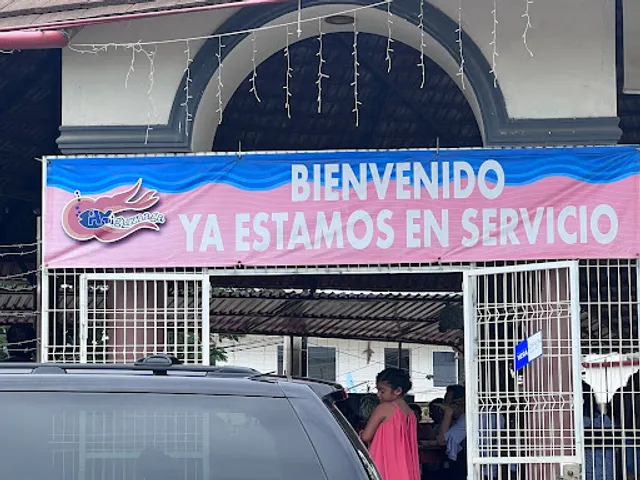 BIENVENIDO
YA ESTAMOS EN SERVICIO